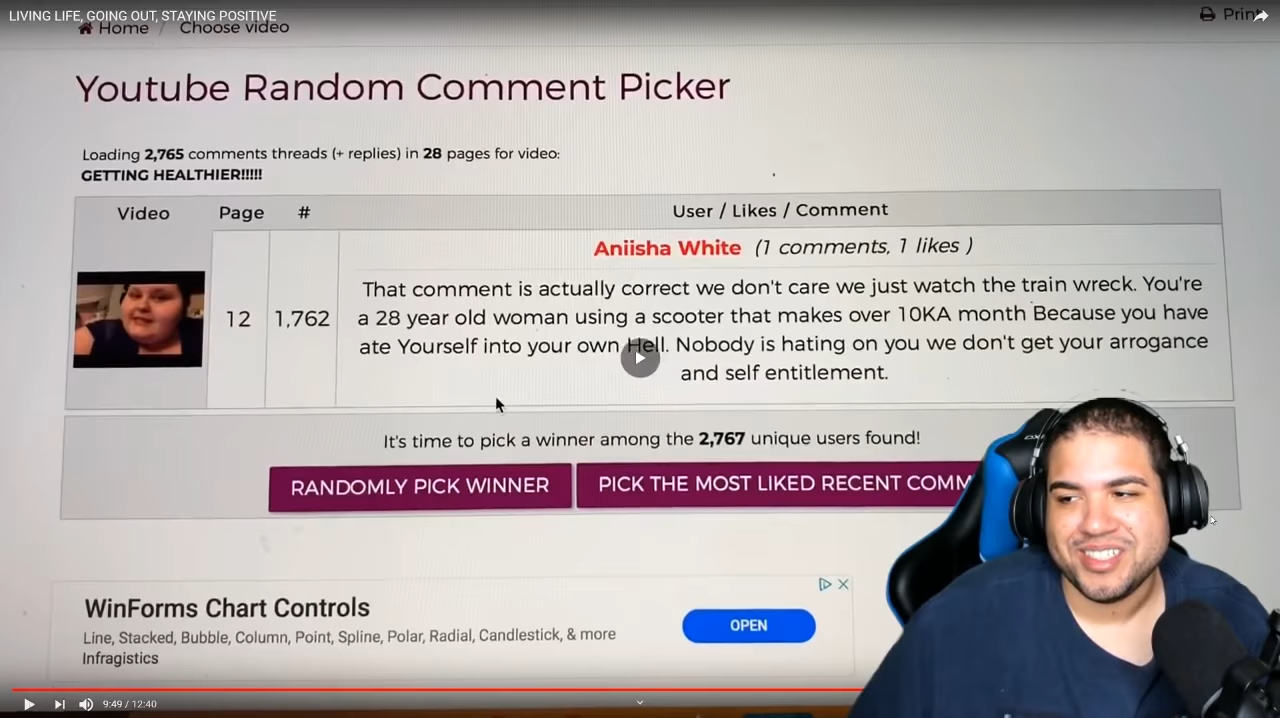 LIVING LIFE, GOING OUT, STAYING POSITIVE
Print
Home / Choose video
Youtube Random Comment Picker
Loading 2,765 comments threads (+ replies) in 28 pages for video:
GETTING HEALTHIER!!!!!
Video Page # User / Likes / Comment
Aniisha White (1 comments, 1 likes )
That comment is actually correct we don't care we just watch the train wreck. You're
12 1,762 a 28 year old woman using a scooter that makes over 10KA month Because you have
ate Yourself into your own Hell. Nobody is hating on you we don't get your arrogance
and self entitlement.
It's time to pick a winner among the 2,767 unique users found!
RANDOMLY PICK WINNER
PICK THE MOST LIKED RECENT COMM
WinForms Chart Controls
Line, Stacked, Bubble, Column, Point, Spline, Polar, Radial, Candlestick, & more
Infragistics
OPEN
9:49 / 12:40